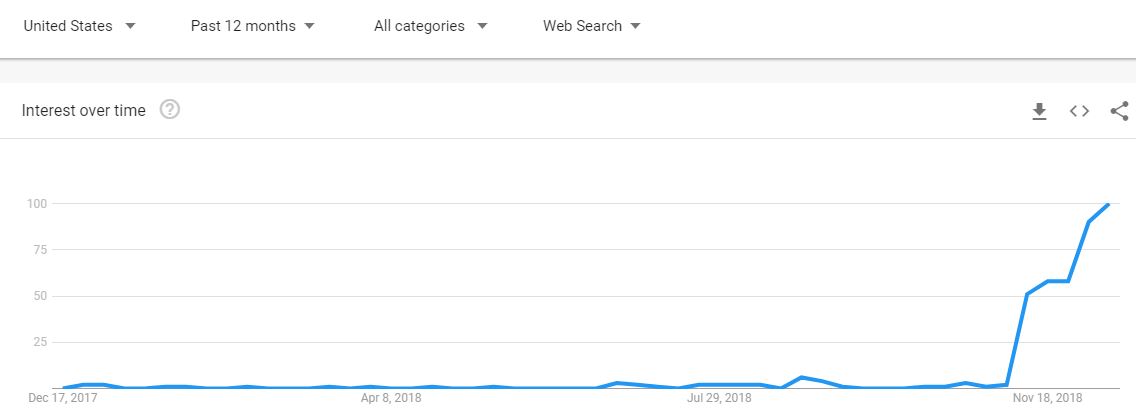 United States Past 12 months All categories Web Search
Interest over time ?
100
75
50
25
Dec 17, 2017 Apr 8, 2018 Jul 29, 2018 Nov 18, 2018